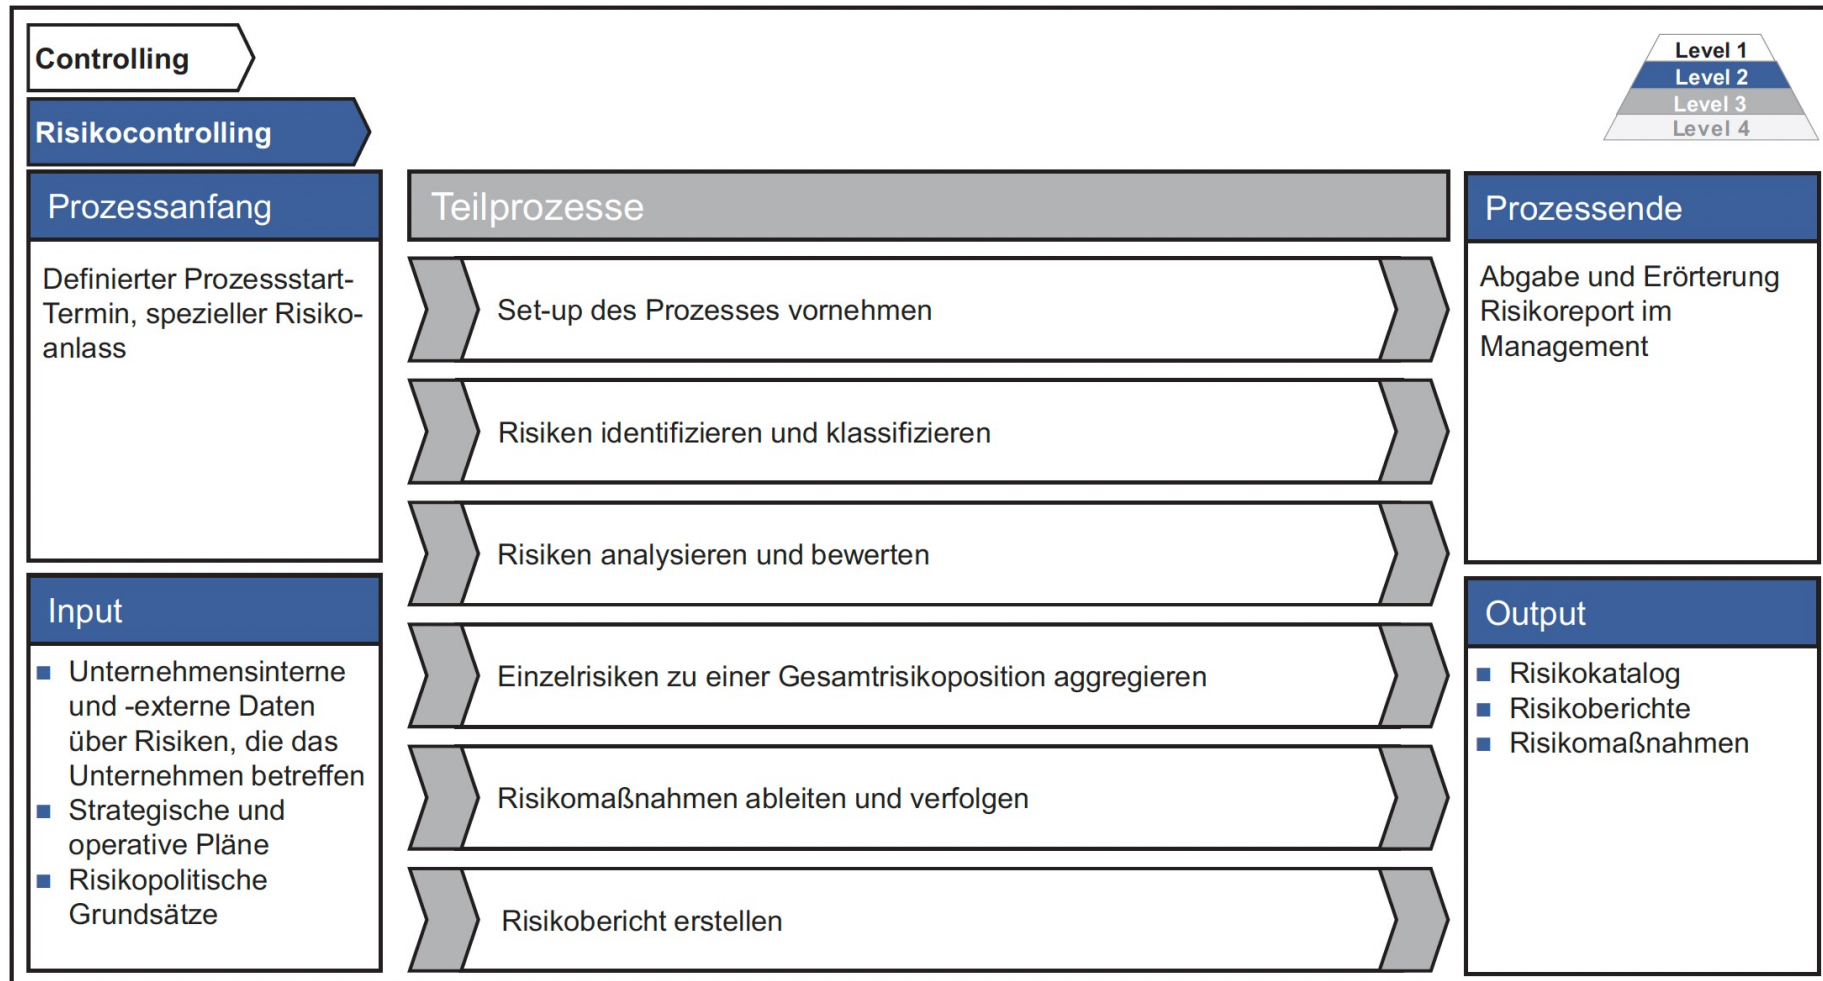 Controlling
Risikocontrolling
Level 1
Level 2
Level 3
Level 4
Prozessanfang
Definierter Prozessstart-
Termin, spezieller Risiko-
anlass
Input
Unternehmensinterne
und -externe Daten
über Risiken, die das
Unternehmen betreffen
Strategische und
operative Pläne
Risikopolitische
Grundsätze
Teilprozesse
Set-up des Prozesses vornehmen
Risiken identifizieren und klassifizieren
Risiken analysieren und bewerten
Einzelrisiken zu einer Gesamtrisikoposition aggregieren
Risikomaßnahmen ableiten und verfolgen
Risikobericht erstellen
Prozessende
Abgabe und Erörterung
Risikoreport im
Management
Output
Risikokatalog
Risikoberichte
Risikomaßnahmen